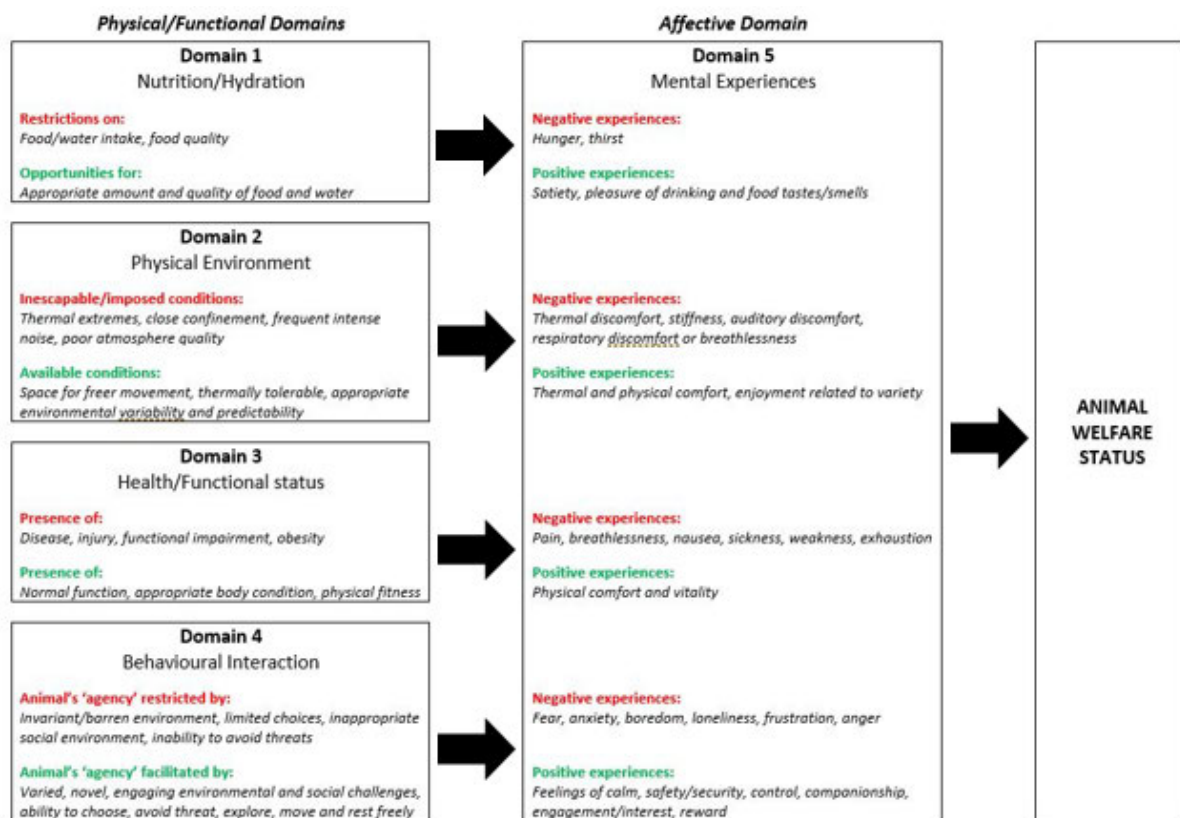 Physical/Functional Domains
Affective Domain
Domain 1
Nutrition/Hydration
Restrictions on:
Food/water intake, food quality
Opportunities for:
Appropriate amount and quality of food and water
Domain 2
Physical Environment
Inescapable/imposed conditions:
Thermal extremes, close confinement, frequent intense
noise, poor atmosphere quality
Available conditions:
Space for freer movement, thermally tolerable, appropriate
environmental variability and predictability
Domain 3
Health/Functional status
Presence of:
Disease, injury, functional impairment, obesity
Presence of:
Normal function, appropriate body condition, physical fitness
Domain 4
Behavioural Interaction
Animal's 'agency' restricted by:
Invariant/barren environment, limited choices, inappropriate
social environment, inability to avoid threats
Animal's 'agency' facilitated by:
Varied, novel, engaging environmental and social challenges,
ability to choose, avoid threat, explore, move and rest freely
Domain 5
Mental Experiences
Negative experiences:
Hunger, thirst
Positive experiences:
Satiety, pleasure of drinking and food tastes/smells
Negative experiences:
Thermal discomfort, stiffness, auditory discomfort,
respiratory discomfort or breathlessness
Positive experiences:
Thermal and physical comfort, enjoyment related to variety
Negative experiences:
Pain, breathlessness, nausea, sickness, weakness, exhaustion
Positive experiences:
Physical comfort and vitality
Negative experiences:
Fear, anxiety, boredom, loneliness, frustration, anger
Positive experiences:
Feelings of calm, safety/security, control, companionship,
engagement/interest, reward
ANIMAL
WELFARE
STATUS